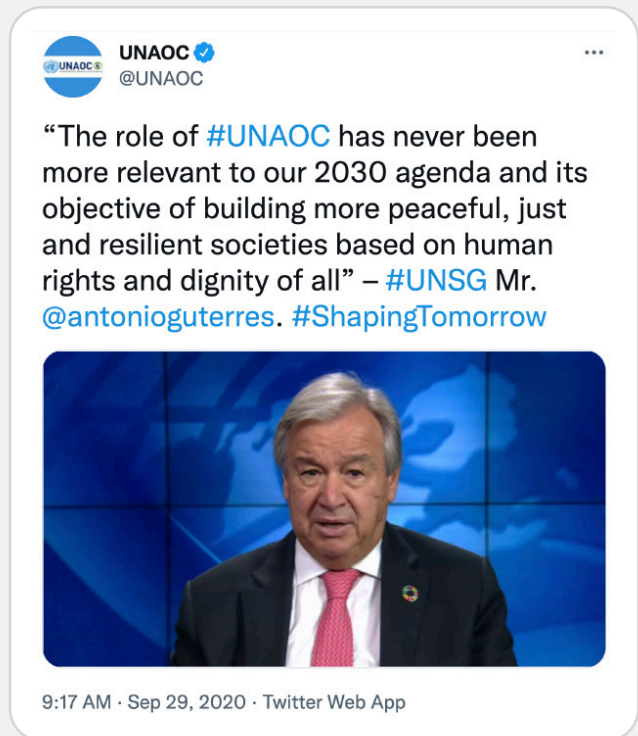 UNAOC
UNAOC
@UNAOC
“The role of #UNAOC has never been
more relevant to our 2030 agenda and its
objective of building more peaceful, just
and resilient societies based on human
rights and dignity of all” – #UNSG Mr.
@antonioguterres. #ShapingTomorrow
9:17 AM · Sep 29, 2020 · Twitter Web App